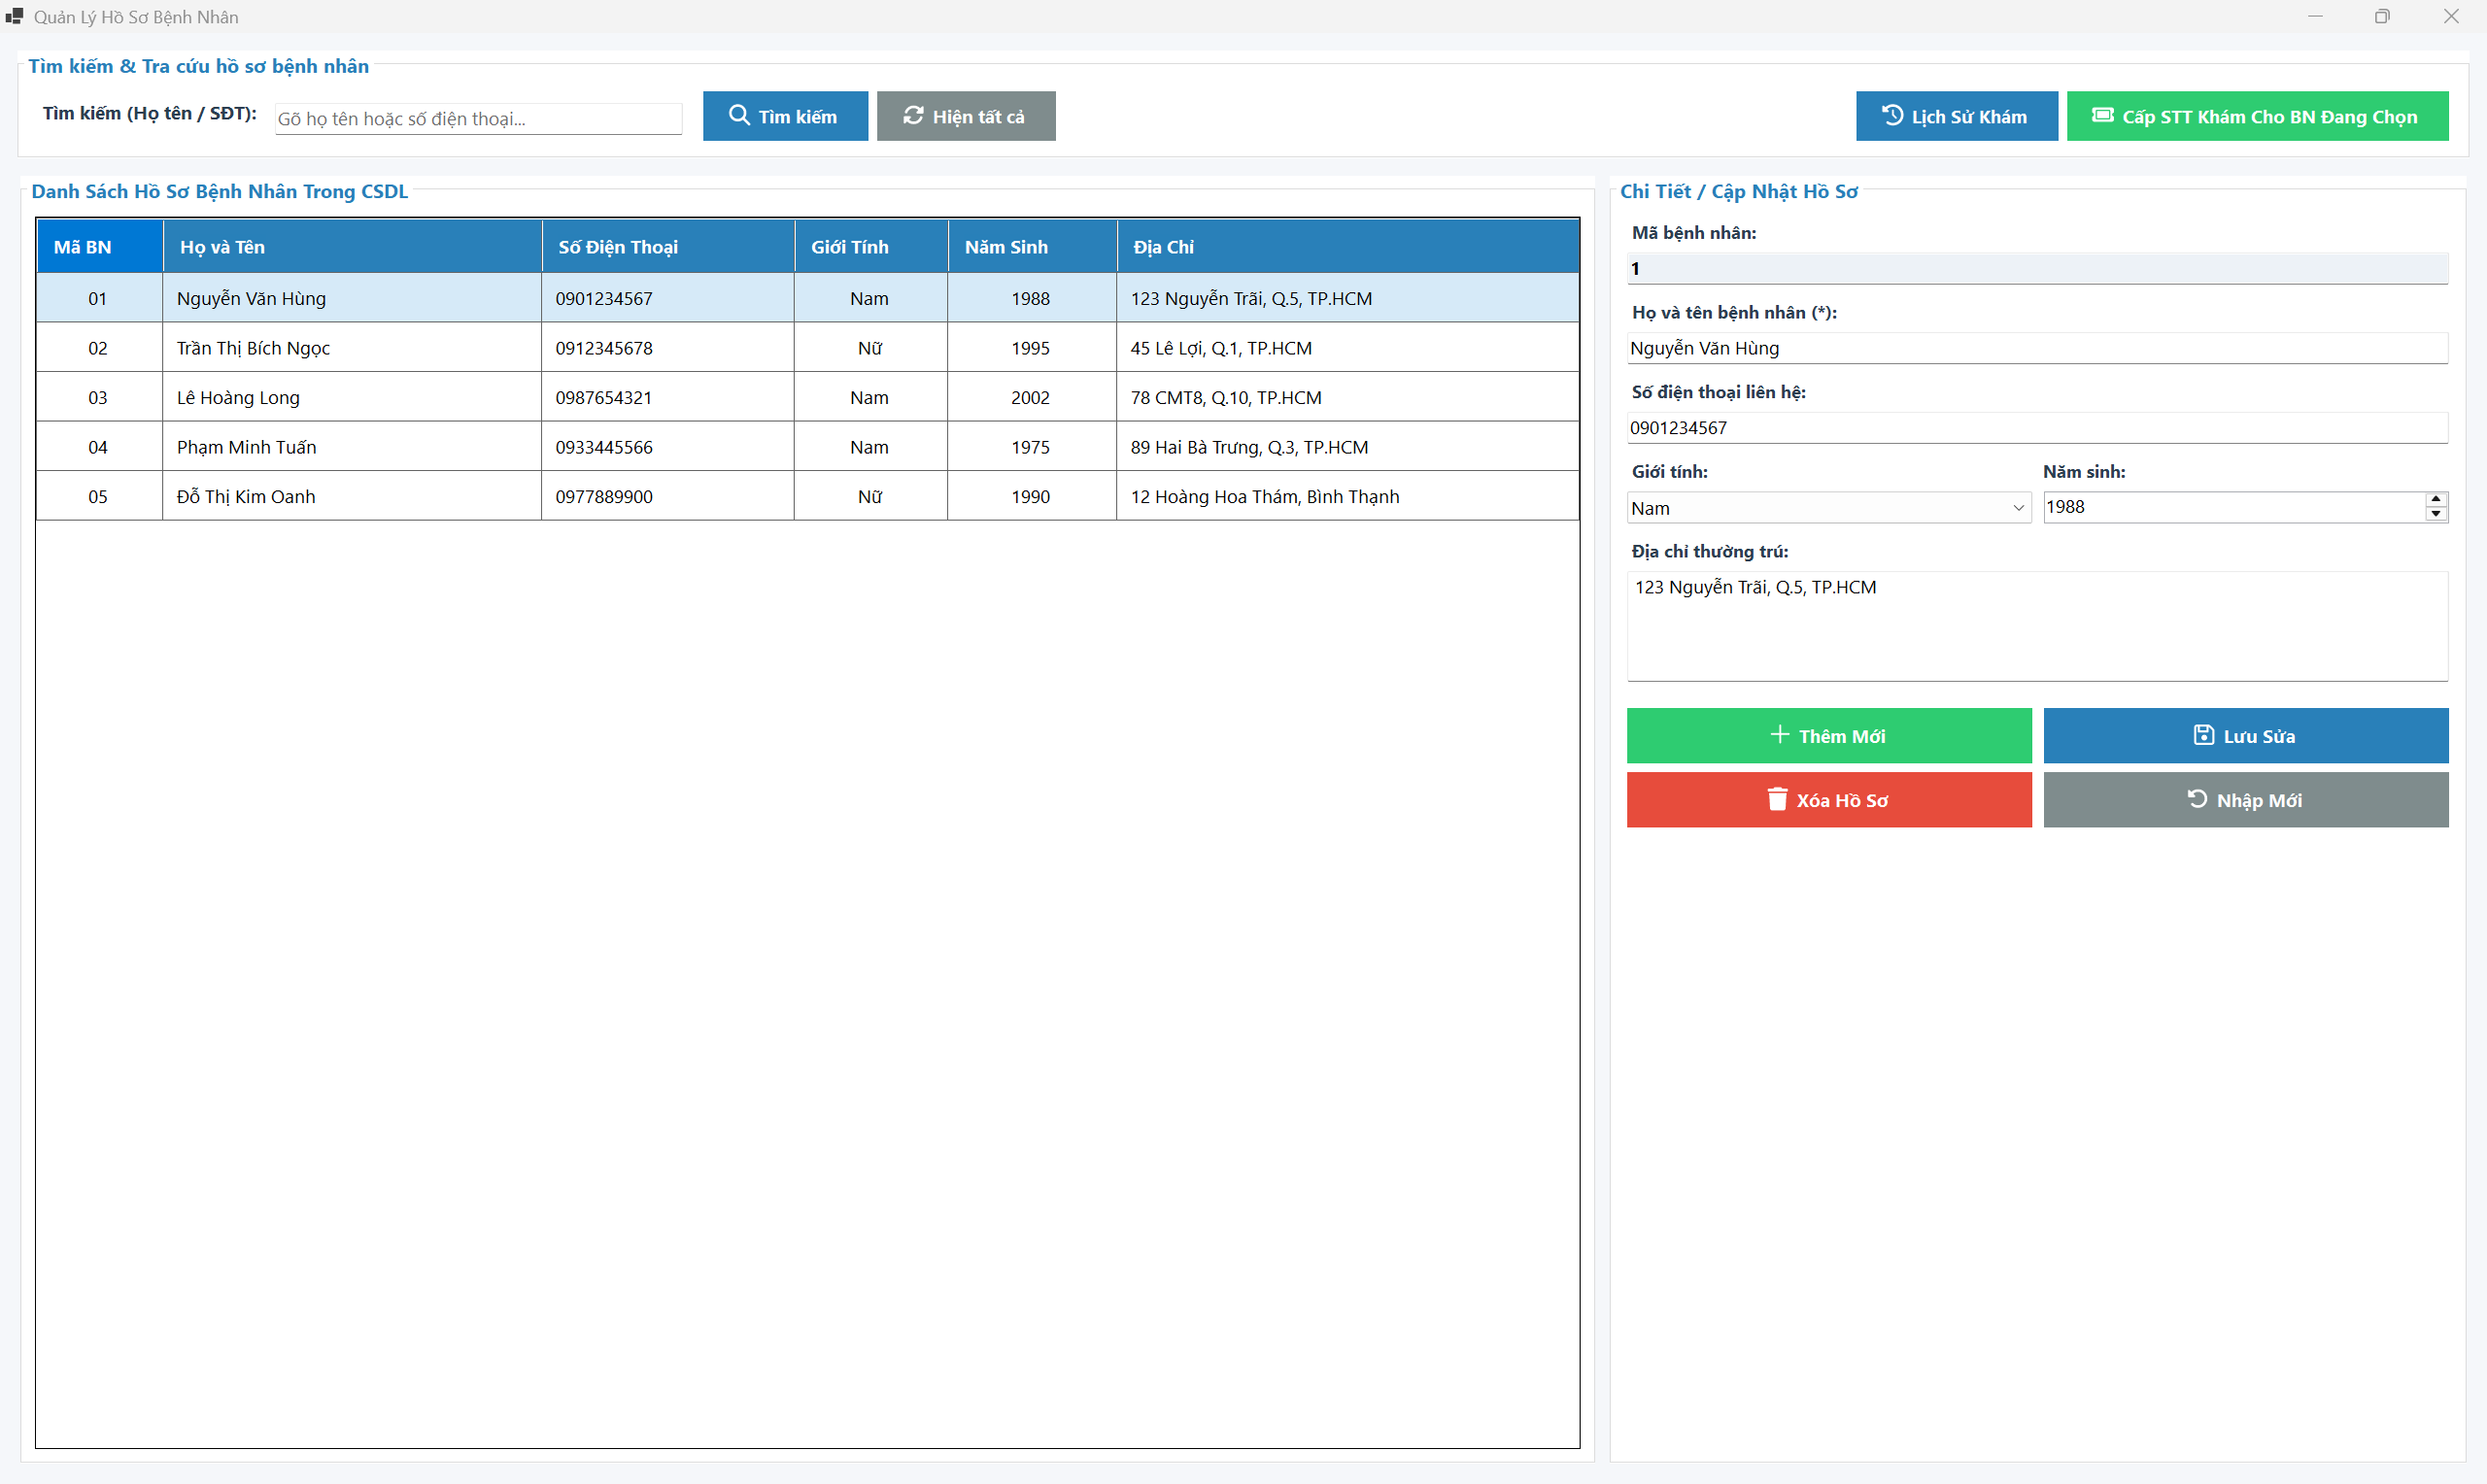 Quản Lý Hồ Sơ Bệnh Nhân
Tìm kiếm & Tra cứu hồ sơ bệnh nhân
Tìm kiếm (Họ tên / SĐT): Gõ họ tên hoặc số điện thoại... Tìm kiếm Hiện tất cả Lịch Sử Khám Cấp STT Khám Cho BN Đang Chọn
Danh Sách Hồ Sơ Bệnh Nhân Trong CSDL
Mã BN Họ và Tên Số Điện Thoại Giới Tính Năm Sinh Địa Chỉ
01 Nguyễn Văn Hùng 0901234567 Nam 1988 123 Nguyễn Trãi, Q.5, TP.HCM
02 Trần Thị Bích Ngọc 0912345678 Nữ 1995 45 Lê Lợi, Q.1, TP.HCM
03 Lê Hoàng Long 0987654321 Nam 2002 78 CMT8, Q.10, TP.HCM
04 Phạm Minh Tuấn 0933445566 Nam 1975 89 Hai Bà Trưng, Q.3, TP.HCM
05 Đỗ Thị Kim Oanh 0977889900 Nữ 1990 12 Hoàng Hoa Thám, Bình Thạnh
Chi Tiết / Cập Nhật Hồ Sơ
Mã bệnh nhân:
1
Họ và tên bệnh nhân (*):
Nguyễn Văn Hùng
Số điện thoại liên hệ:
0901234567
Giới tính: Năm sinh:
Nam 1988
Địa chỉ thường trú:
123 Nguyễn Trãi, Q.5, TP.HCM
Thêm Mới Lưu Sửa
Xóa Hồ Sơ Nhập Mới